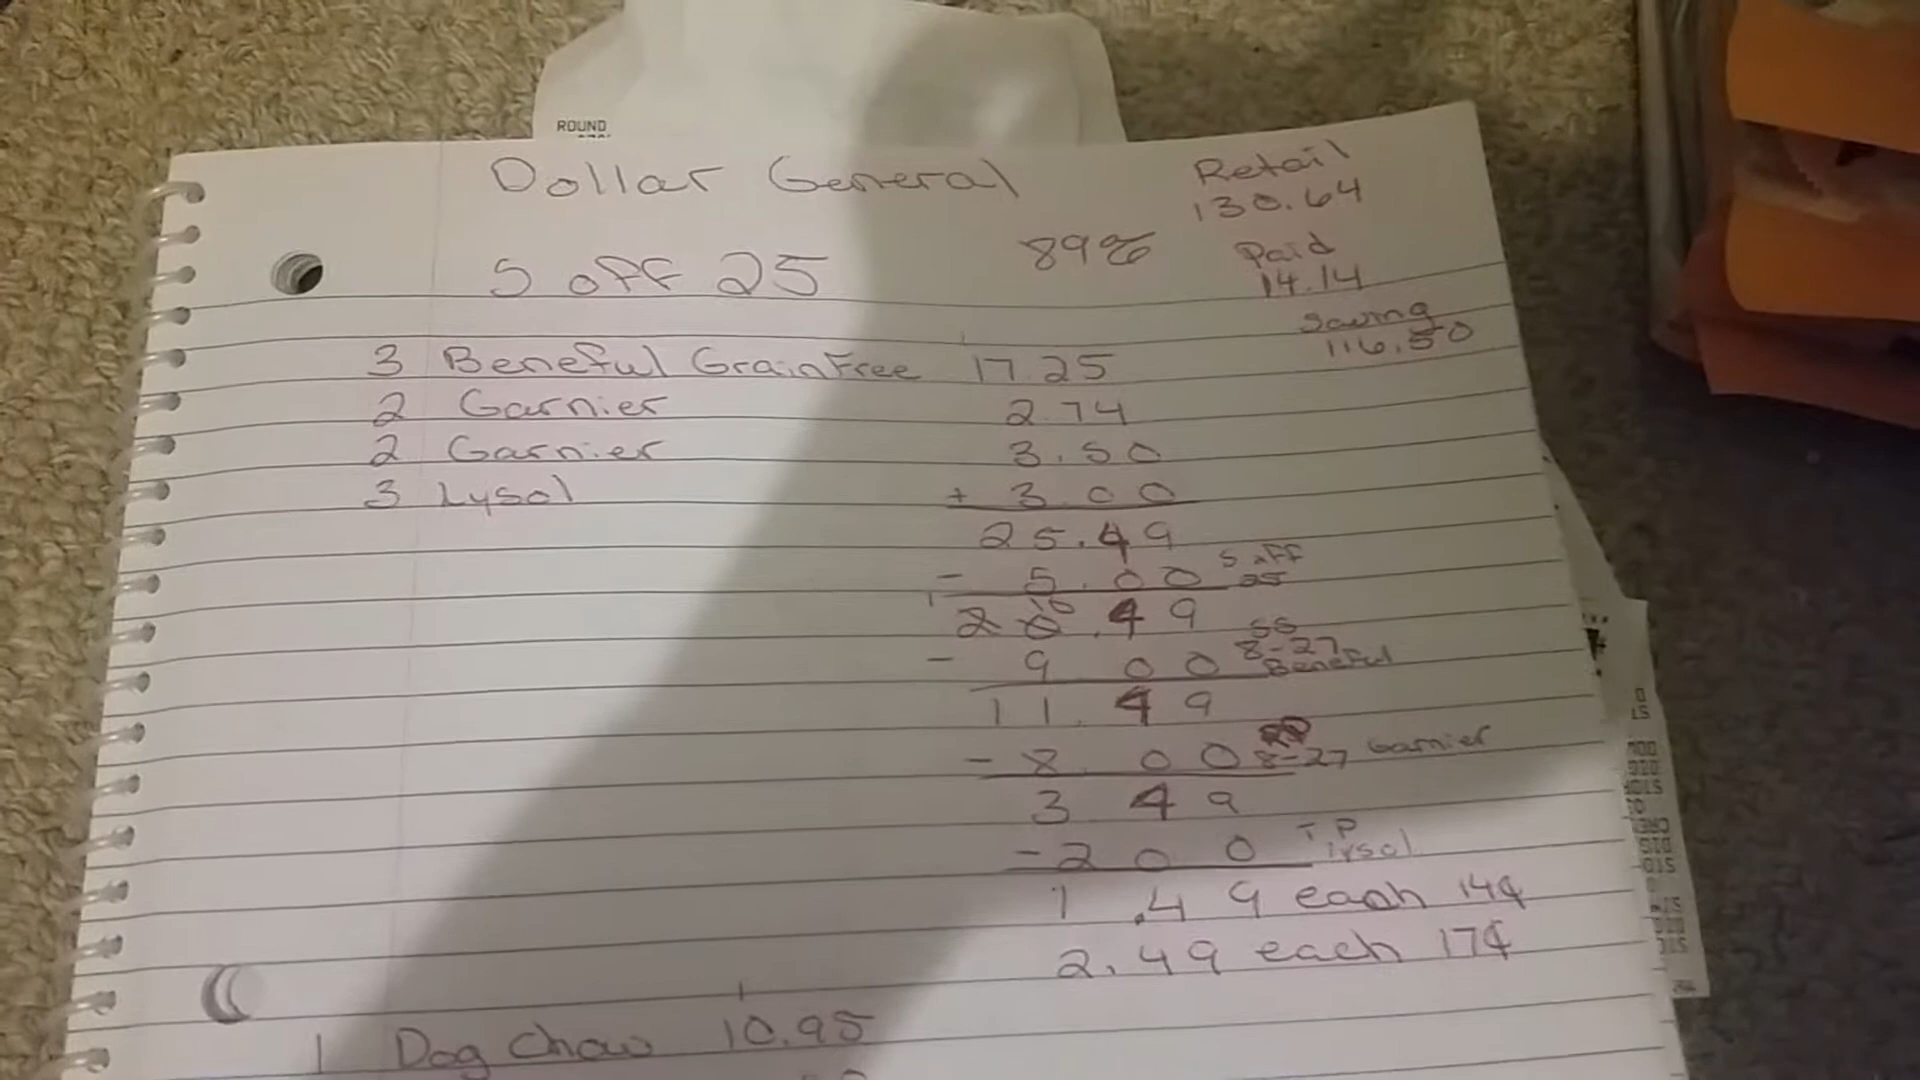 ROUND
Dollar General
Retail
130.64
5 off 25
89%
Paid
14.14
Saving
116.50
3 Beneful Grain Free 17.25
2 Garnier 2.74
2 Garnier 3.50
3 Lysol + 3.00
25.49
- 5.00 5 off 25
20.49
- 9 00 SS 8-27 Beneful
11.49
- 8 00 8-27 Garnier
3 49
- 2 00 TP Lysol
1.49 each 14¢
2.49 each 17¢
1 Dog Chow 10.95